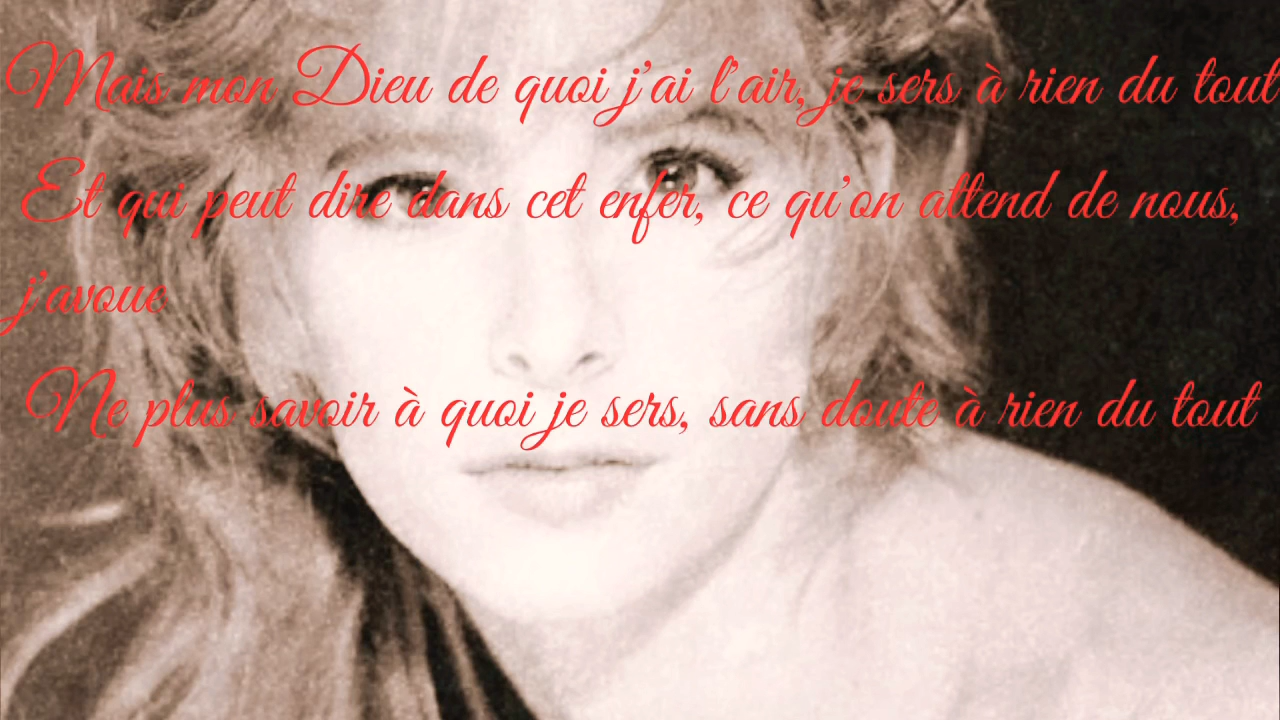 Mais mon Dieu de quoi j'ai l'air, je sers à rien du tout
Et qui peut dire dans cet enfer, ce qu'on attend de nous,
j'avoue
Ne plus savoir à quoi je sers, sans doute à rien du tout